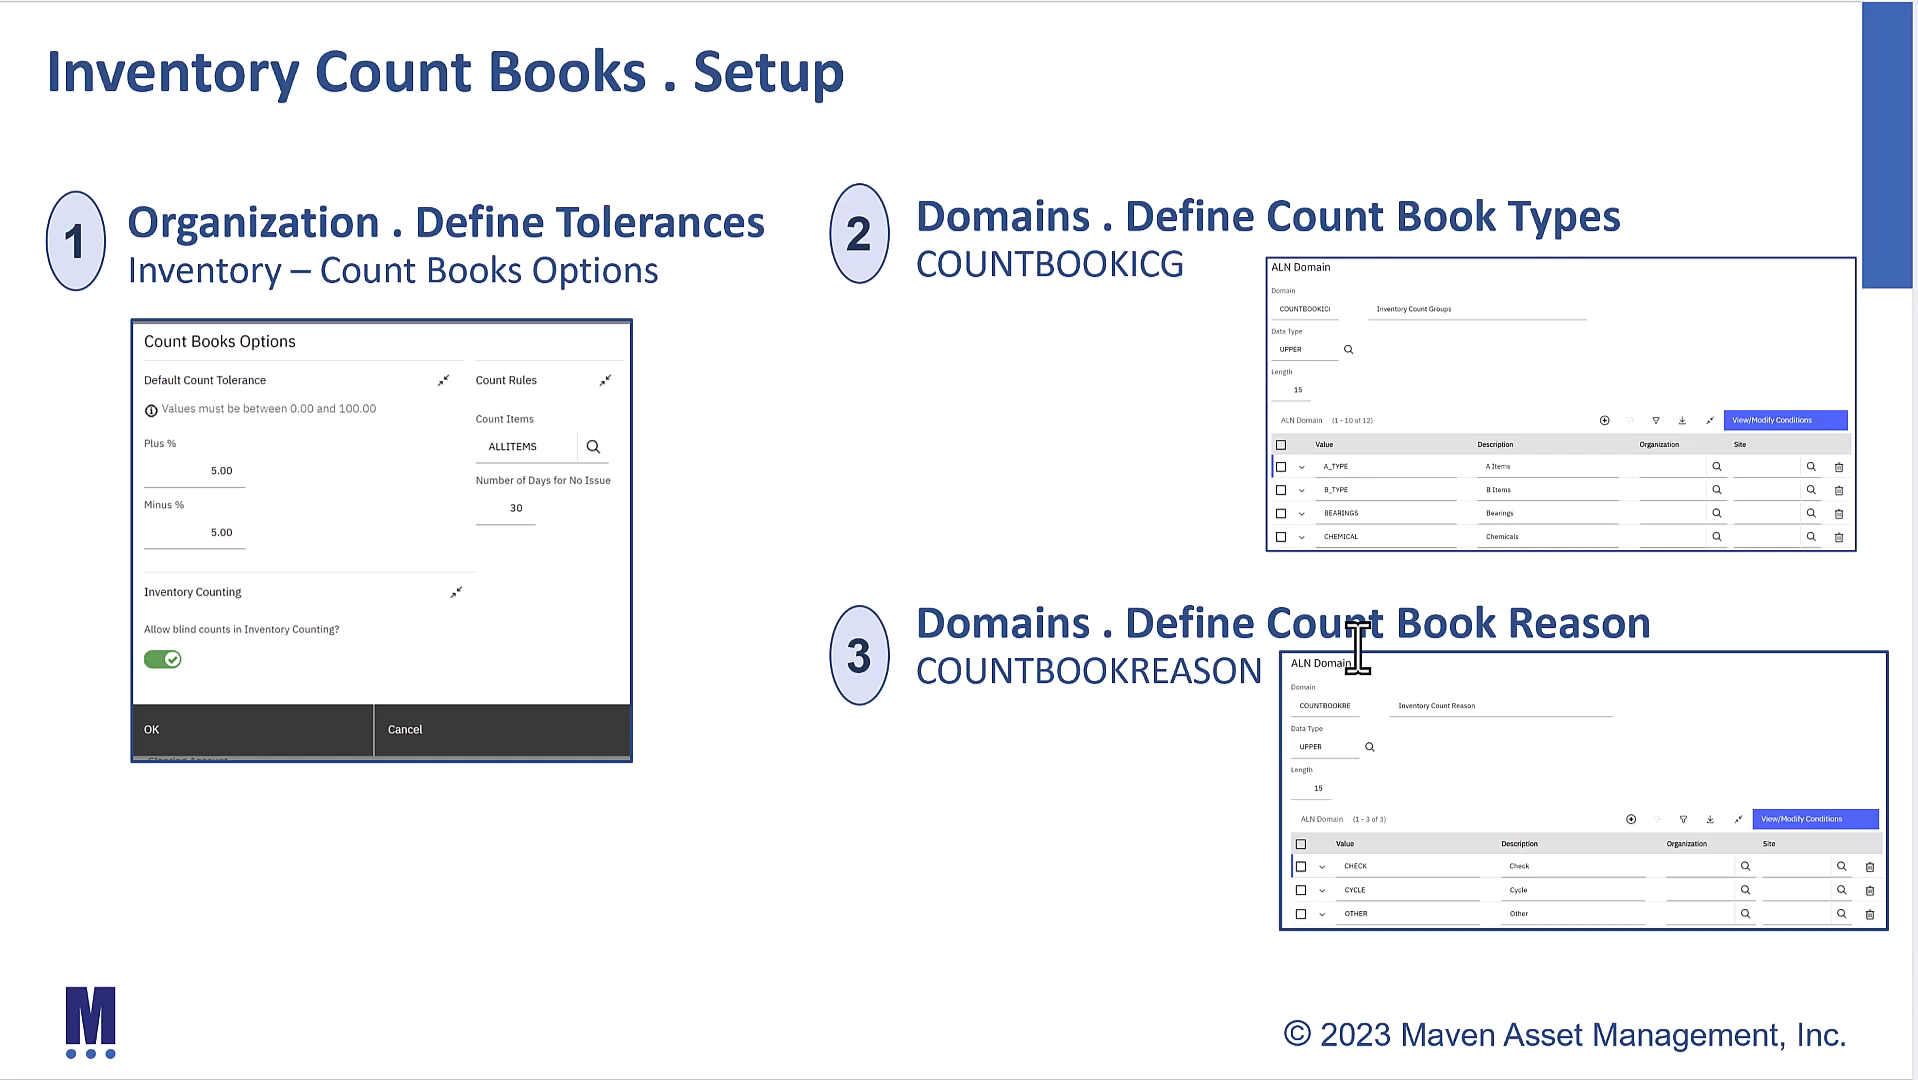 Inventory Count Books . Setup
1
Organization . Define Tolerances
Inventory – Count Books Options
Count Books Options
Default Count Tolerance
Values must be between 0.00 and 100.00
Plus %
5.00
Minus %
5.00
Count Rules
Count Items
ALLITEMS
Number of Days for No Issue
30
Inventory Counting
Allow blind counts in Inventory Counting?
OK Cancel
2
Domains . Define Count Book Types
COUNTBOOKICG
ALN Domain
Domain
COUNTBOOKIC Inventory Count Groups
Data Type
UPPER
Length
15
ALN Domain (1 - 10 of 12) View/Modify Conditions
Value Description Organization Site
A_TYPE A Items
B_TYPE B Items
BEARINGS Bearings
CHEMICAL Chemicals
3
Domains . Define Count Book Reason
COUNTBOOKREASON
ALN Domain
Domain
COUNTBOOKRE Inventory Count Reason
Data Type
UPPER
Length
15
ALN Domain (1 - 3 of 3) View/Modify Conditions
Value Description Organization Site
CHECK Check
CYCLE Cycle
OTHER Other
M
© 2023 Maven Asset Management, Inc.